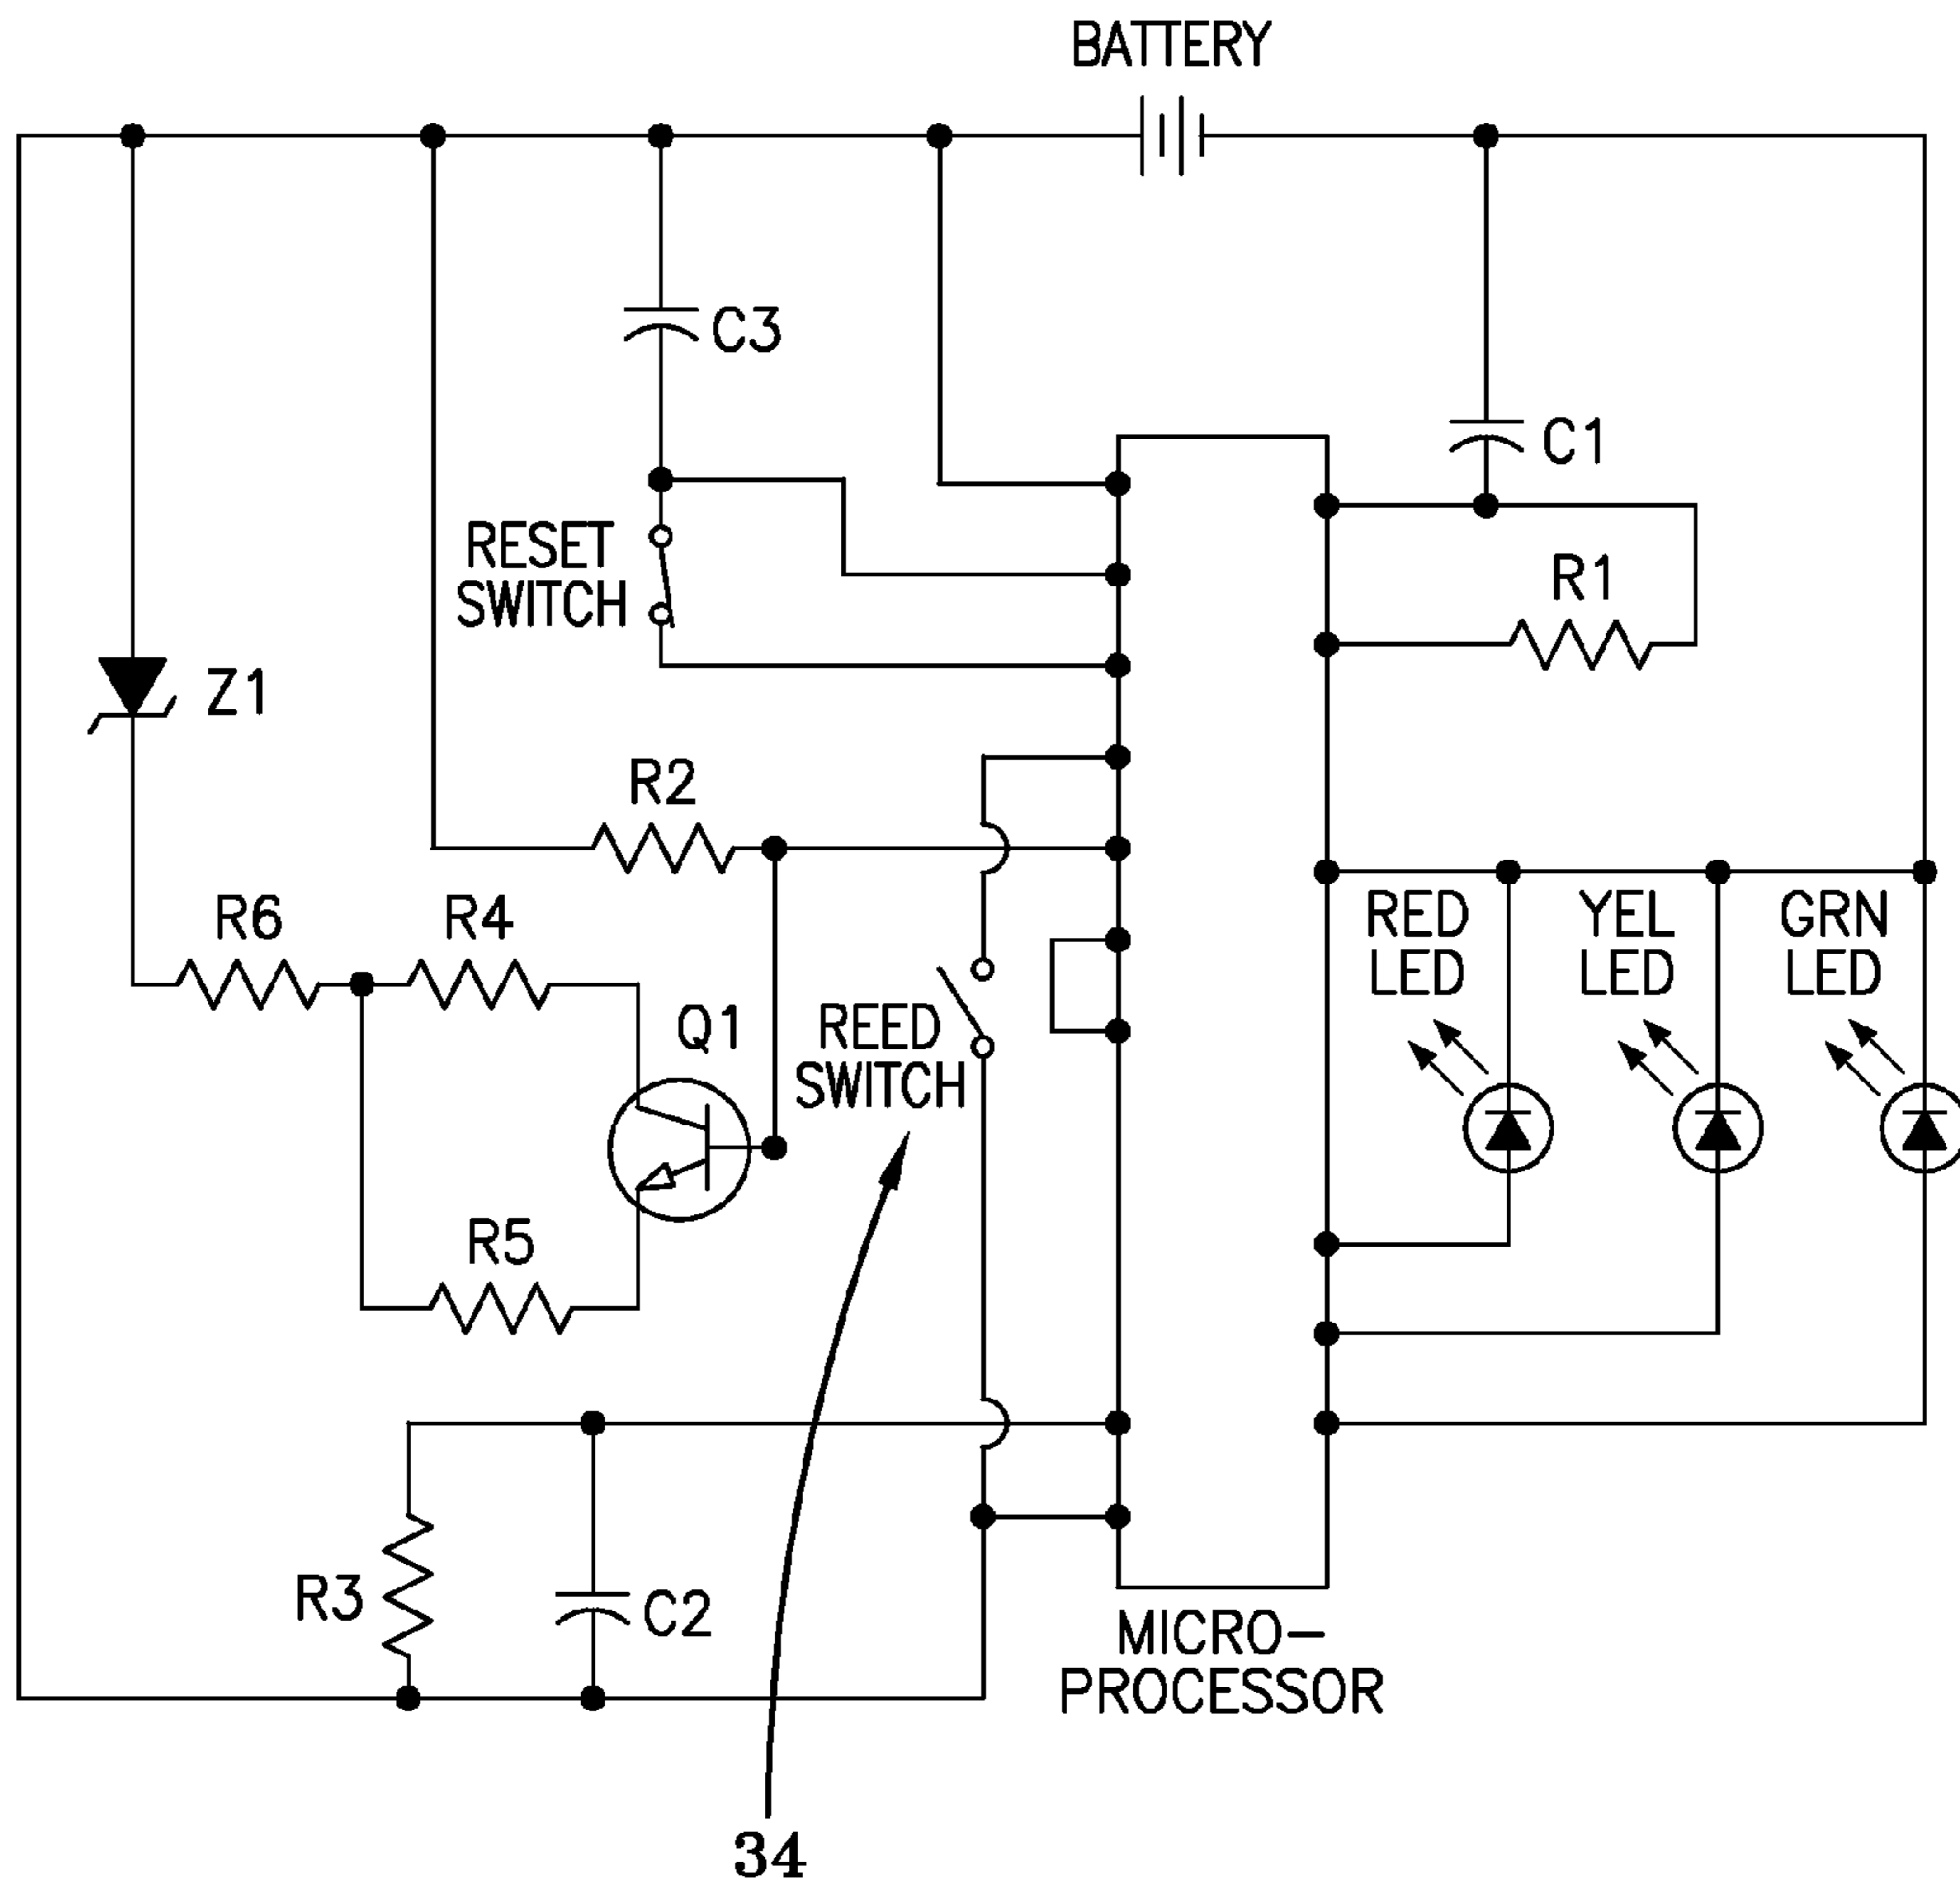 BATTERY
C3
C1
RESET
SWITCH
R1
Z1
R2
R6
R4
RED
LED
YEL
LED
GRN
LED
Q1
REED
SWITCH
R5
R3
C2
MICRO-
PROCESSOR
34